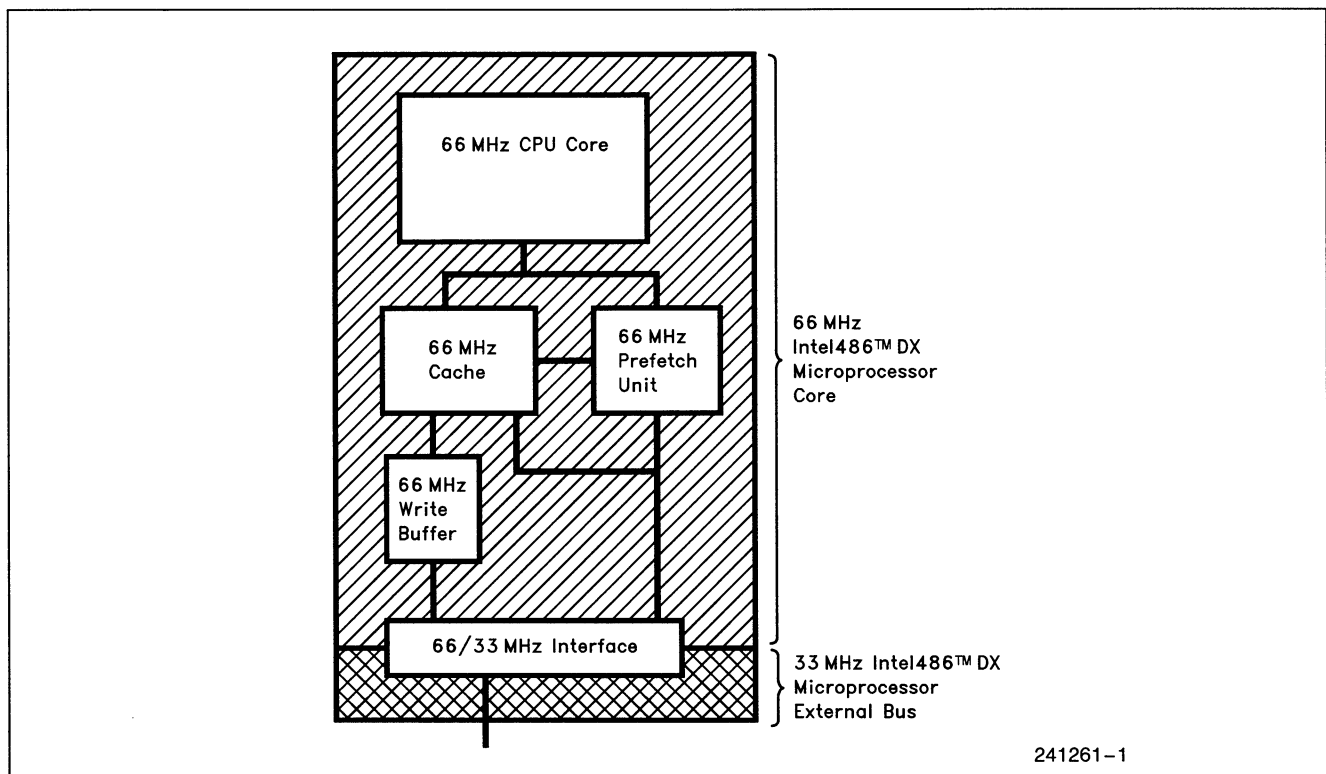 66 MHz CPU Core
66 MHz
Cache
66 MHz
Prefetch
Unit
66 MHz
Write
Buffer
66/33 MHz Interface
66 MHz
Intel486™ DX
Microprocessor
Core
33 MHz Intel486™ DX
Microprocessor
External Bus
241261-1